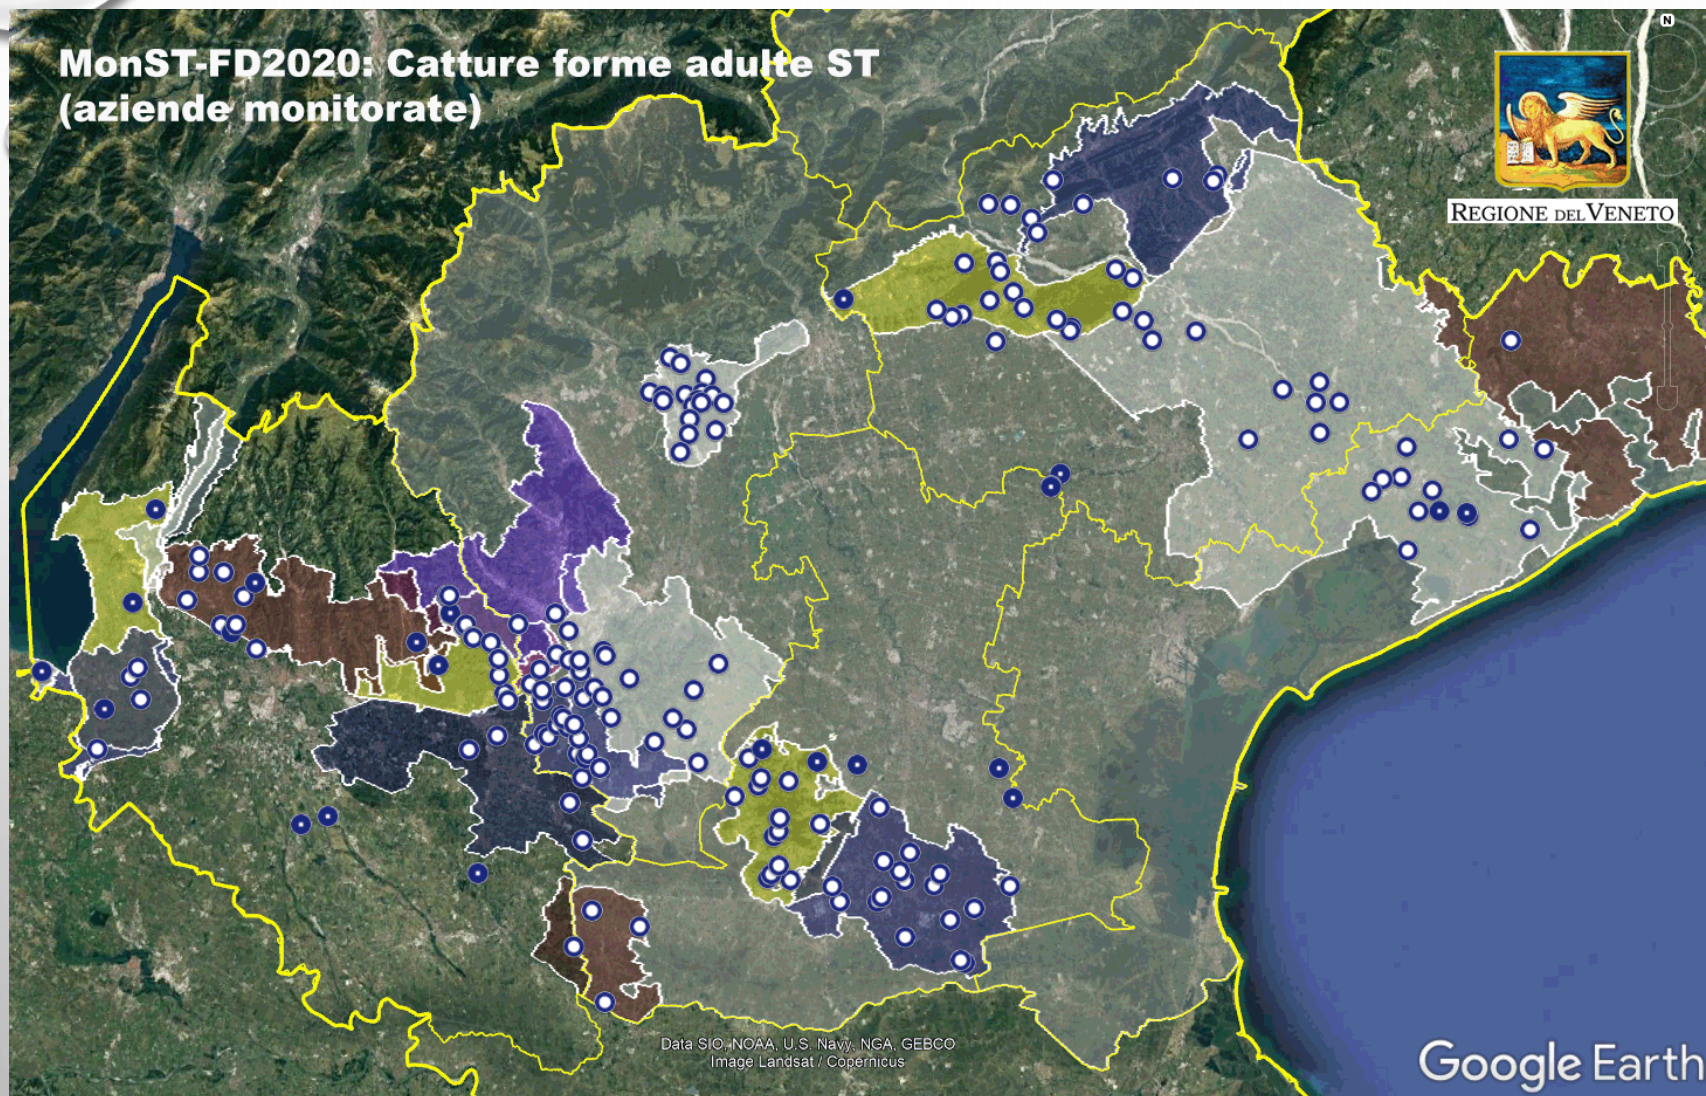 MonST-FD2020: Catture forme adulte ST
(aziende monitorate)
N
REGIONE DEL VENETO
Data SIO, NOAA, U.S. Navy, NGA, GEBCO
Image Landsat / Copernicus
Google Earth